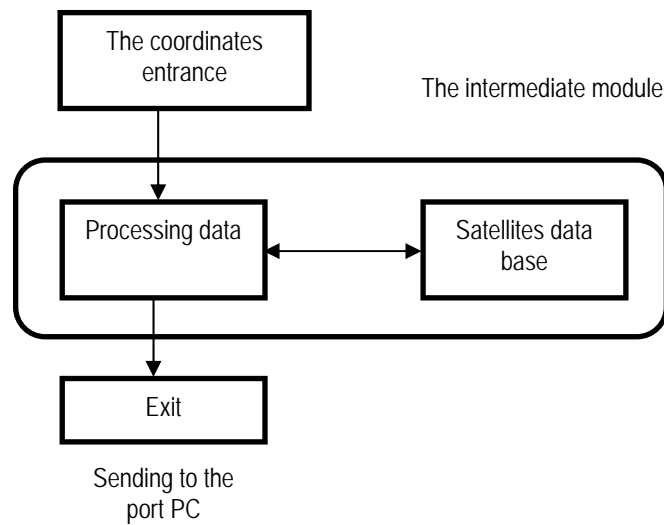 The coordinates
entrance
The intermediate module
Processing data
Satellites data
base
Exit
Sending to the
port PC